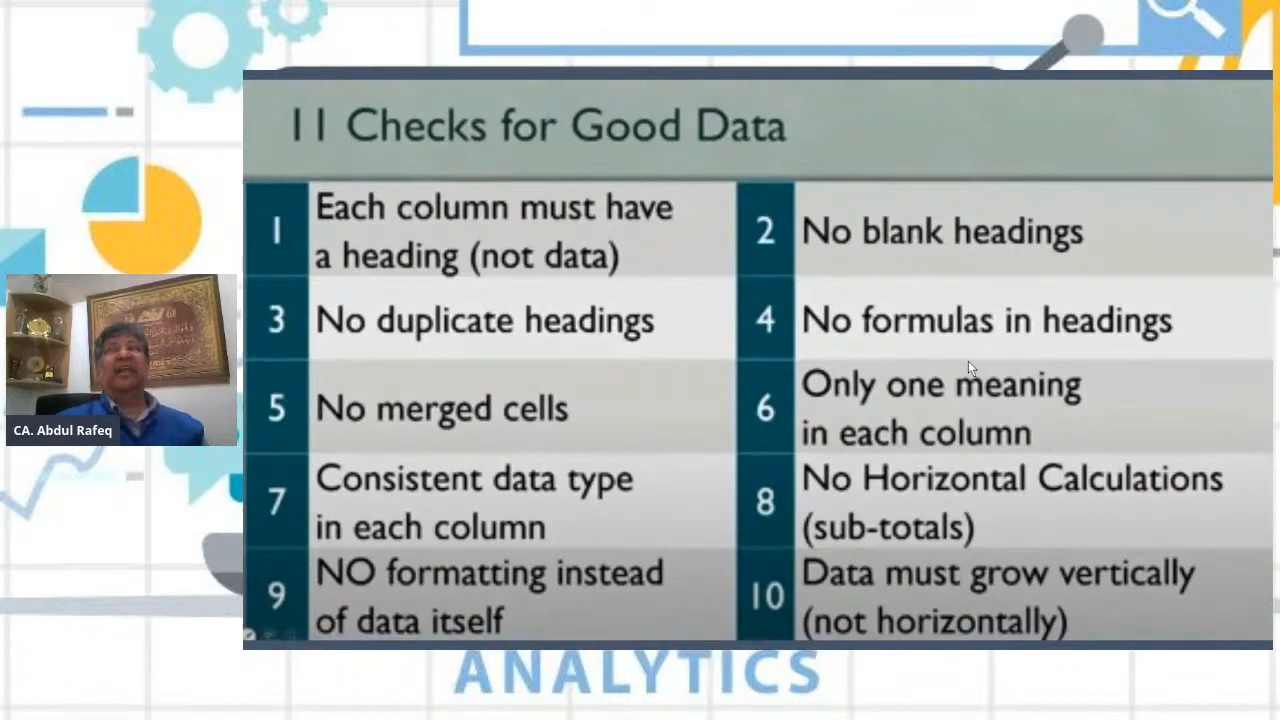 11 Checks for Good Data
1
Each column must have
a heading (not data)
2
No blank headings
3
No duplicate headings
4
No formulas in headings
5
No merged cells
6
Only one meaning
in each column
7
Consistent data type
in each column
8
No Horizontal Calculations
(sub-totals)
9
NO formatting instead
of data itself
10
Data must grow vertically
(not horizontally)
CA. Abdul Rafeq
ANALYTICS